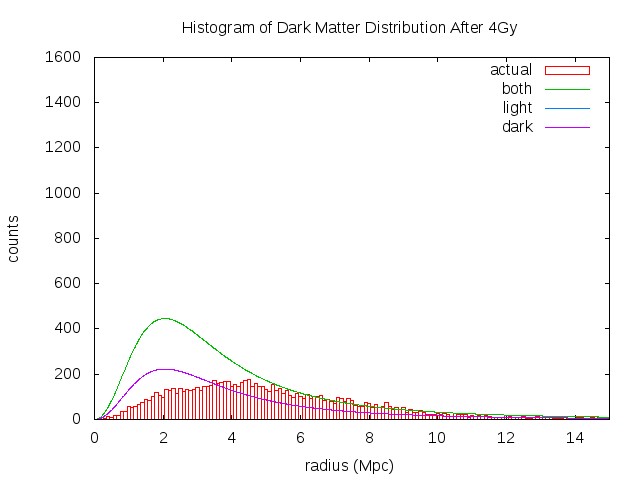 Histogram of Dark Matter Distribution After 4Gy
1600
1400
1200
1000
800
600
400
200
0
counts
actual
both
light
dark
0 2 4 6 8 10 12 14
radius (Mpc)